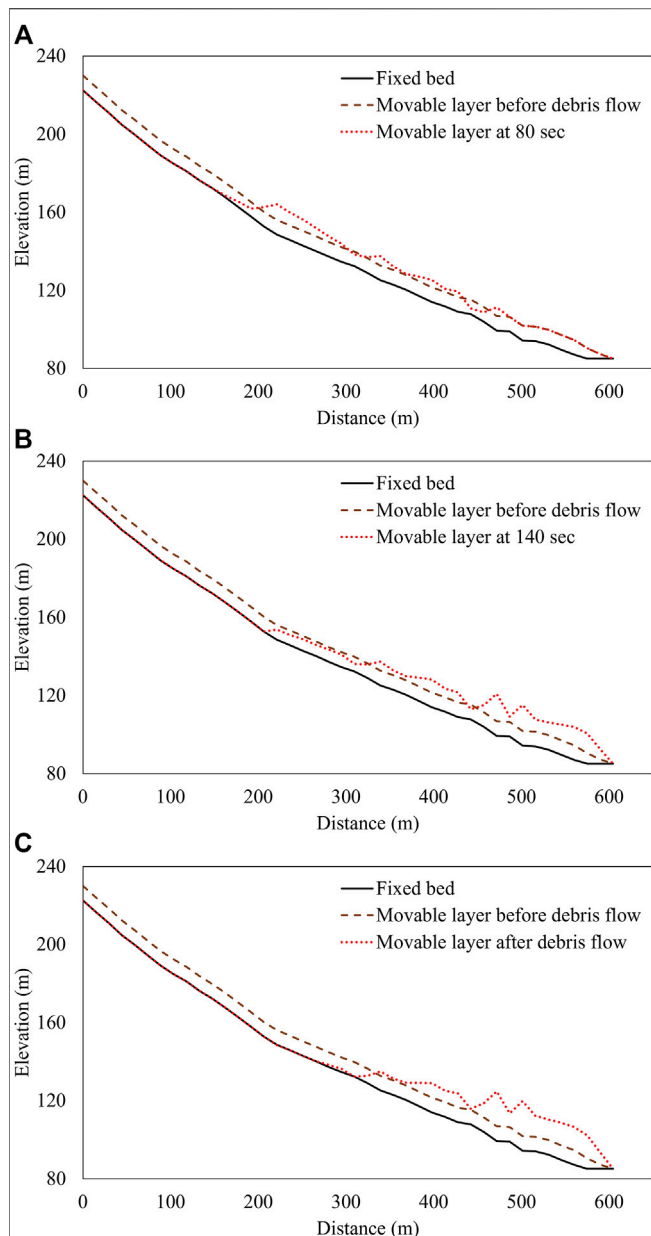 A
240
200
160
120
80
Elevation (m)
Fixed bed
Movable layer before debris flow
Movable layer at 80 sec
0 100 200 300 400 500 600
Distance (m)
B
240
200
160
120
80
Elevation (m)
Fixed bed
Movable layer before debris flow
Movable layer at 140 sec
0 100 200 300 400 500 600
Distance (m)
C
240
200
160
120
80
Elevation (m)
Fixed bed
Movable layer before debris flow
Movable layer after debris flow
0 100 200 300 400 500 600
Distance (m)